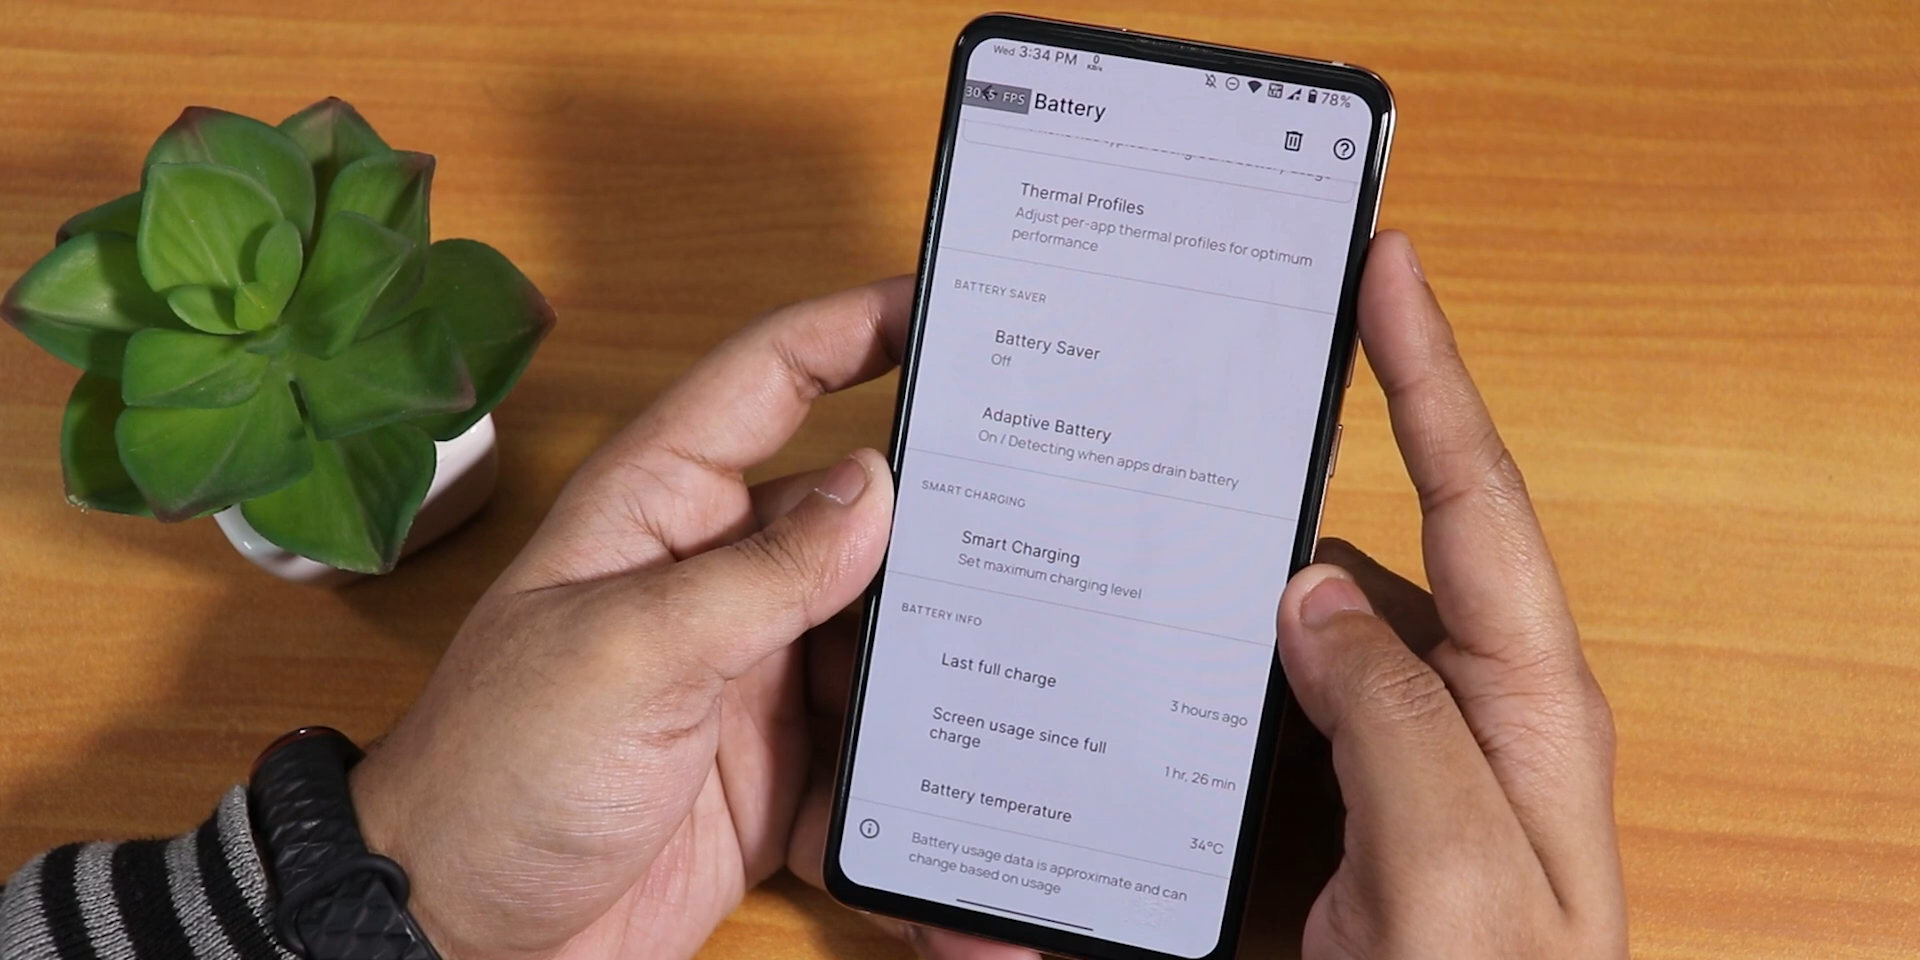 Wed 3:34 PM 0 KB/s 78%
FPS
Battery
Thermal Profiles
Adjust per-app thermal profiles for optimum
performance
BATTERY SAVER
Battery Saver
Off
Adaptive Battery
On / Detecting when apps drain battery
SMART CHARGING
Smart Charging
Set maximum charging level
BATTERY INFO
Last full charge
3 hours ago
Screen usage since full
charge
1 hr, 26 min
Battery temperature
34°C
Battery usage data is approximate and can
change based on usage